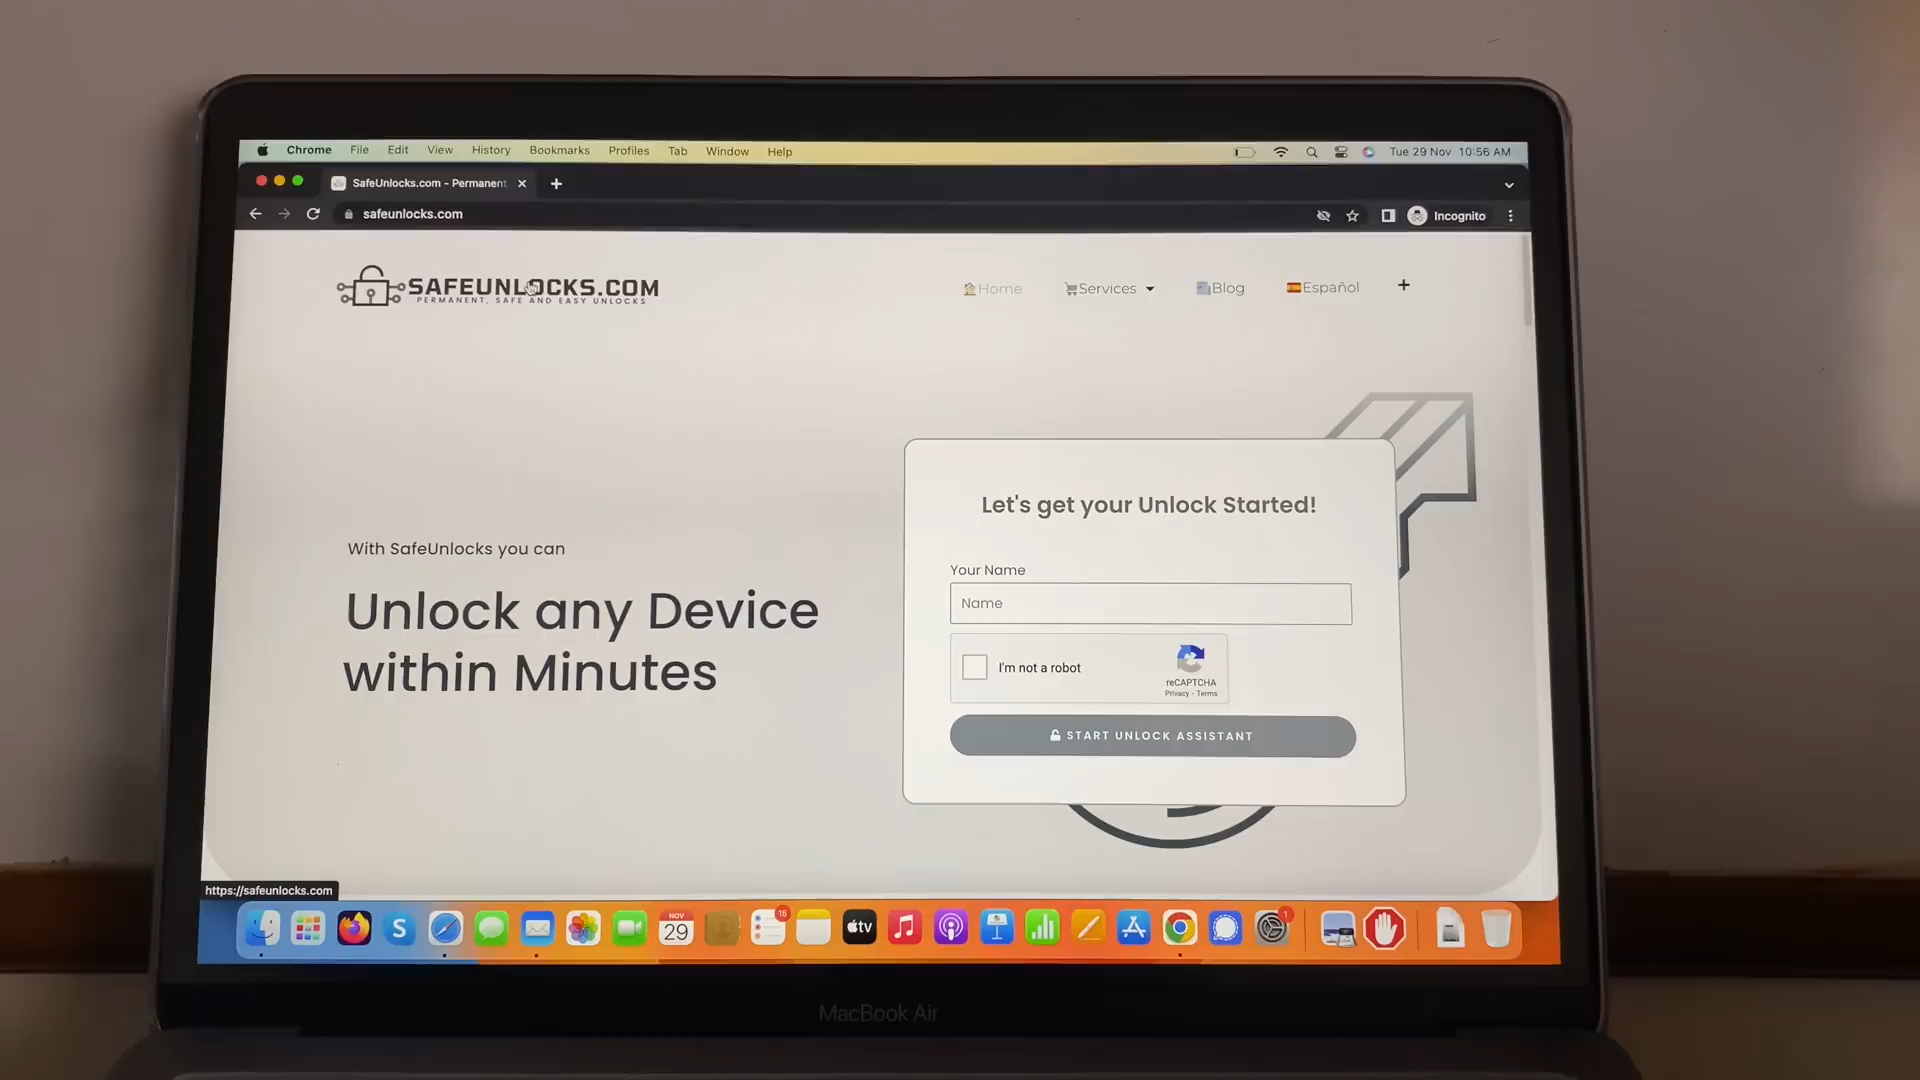 Chrome File Edit View History Bookmarks Profiles Tab Window Help Tue 29 Nov 10:56 AM
SafeUnlocks.com - Permanent
safeunlocks.com Incognito
SAFEUNLOCKS.COM
PERMANENT, SAFE AND EASY UNLOCKS
Home Services Blog Español +
Let's get your Unlock Started!
With SafeUnlocks you can
Unlock any Device
within Minutes
Your Name
Name
I'm not a robot
reCAPTCHA
Privacy - Terms
START UNLOCK ASSISTANT
https://safeunlocks.com
NOV
29
16
tv
1
MacBook Air